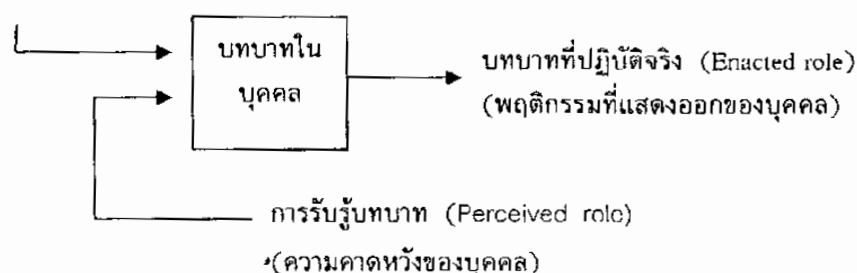 บทบาทใน
บุคคล
บทบาทที่ปฏิบัติจริง (Enacted role)
(พฤติกรรมที่แสดงออกของบุคคล)
การรับรู้บทบาท (Perceived role)
(ความคาดหวังของบุคคล)